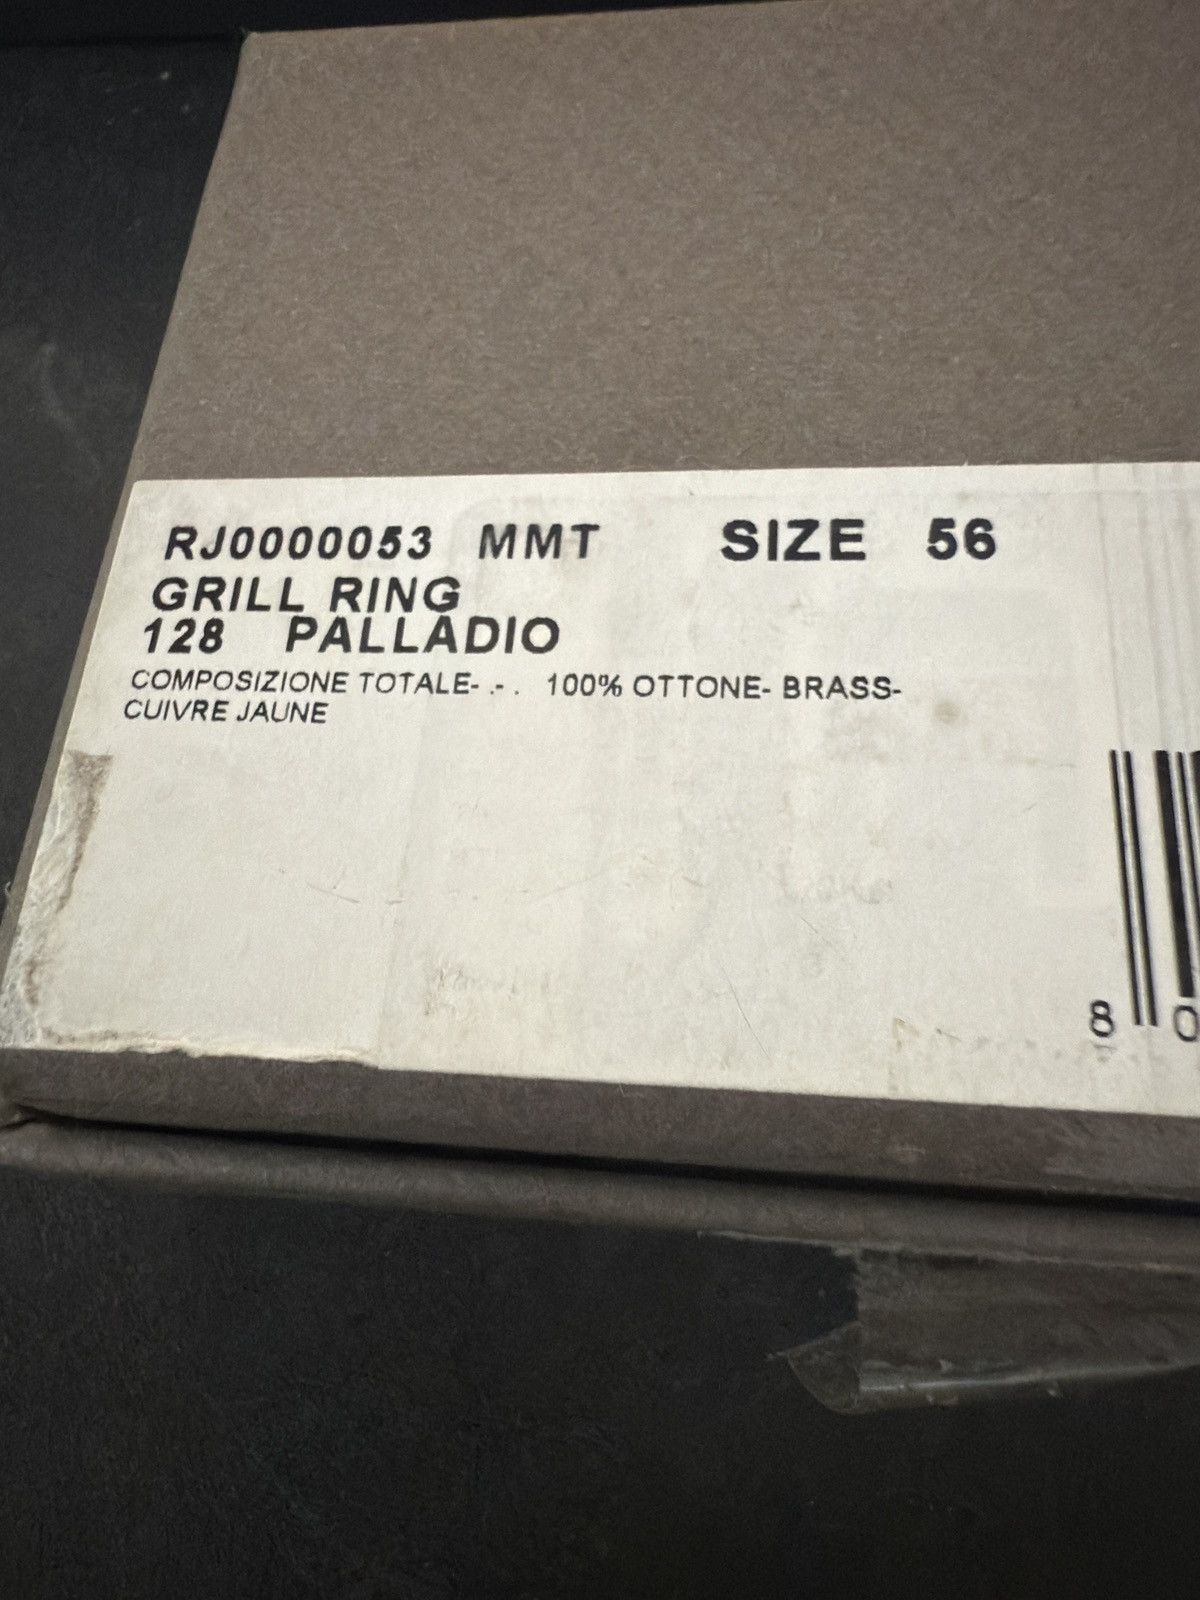 RJ0000053 MMT SIZE 56
GRILL RING
128 PALLADIO
COMPOSIZIONE TOTALE- .- . 100% OTTONE- BRASS-
CUIVRE JAUNE
8 0